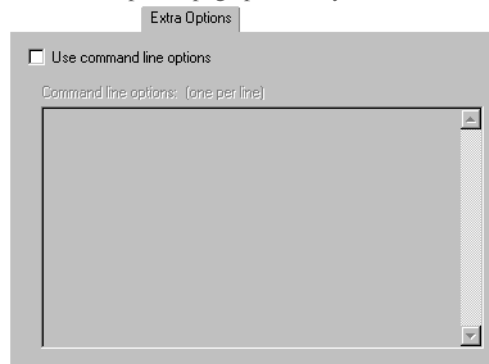 Extra Options
Use command line options
Command line options: (one per line)